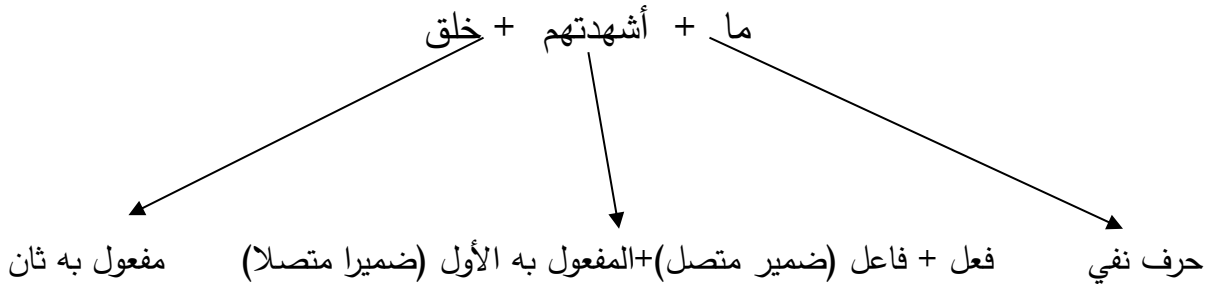 ما + أشهدتهم + خلق
حرف نفي فعل + فاعل (ضمير متصل)+المفعول به الأول (ضميرا متصلا) مفعول به ثان